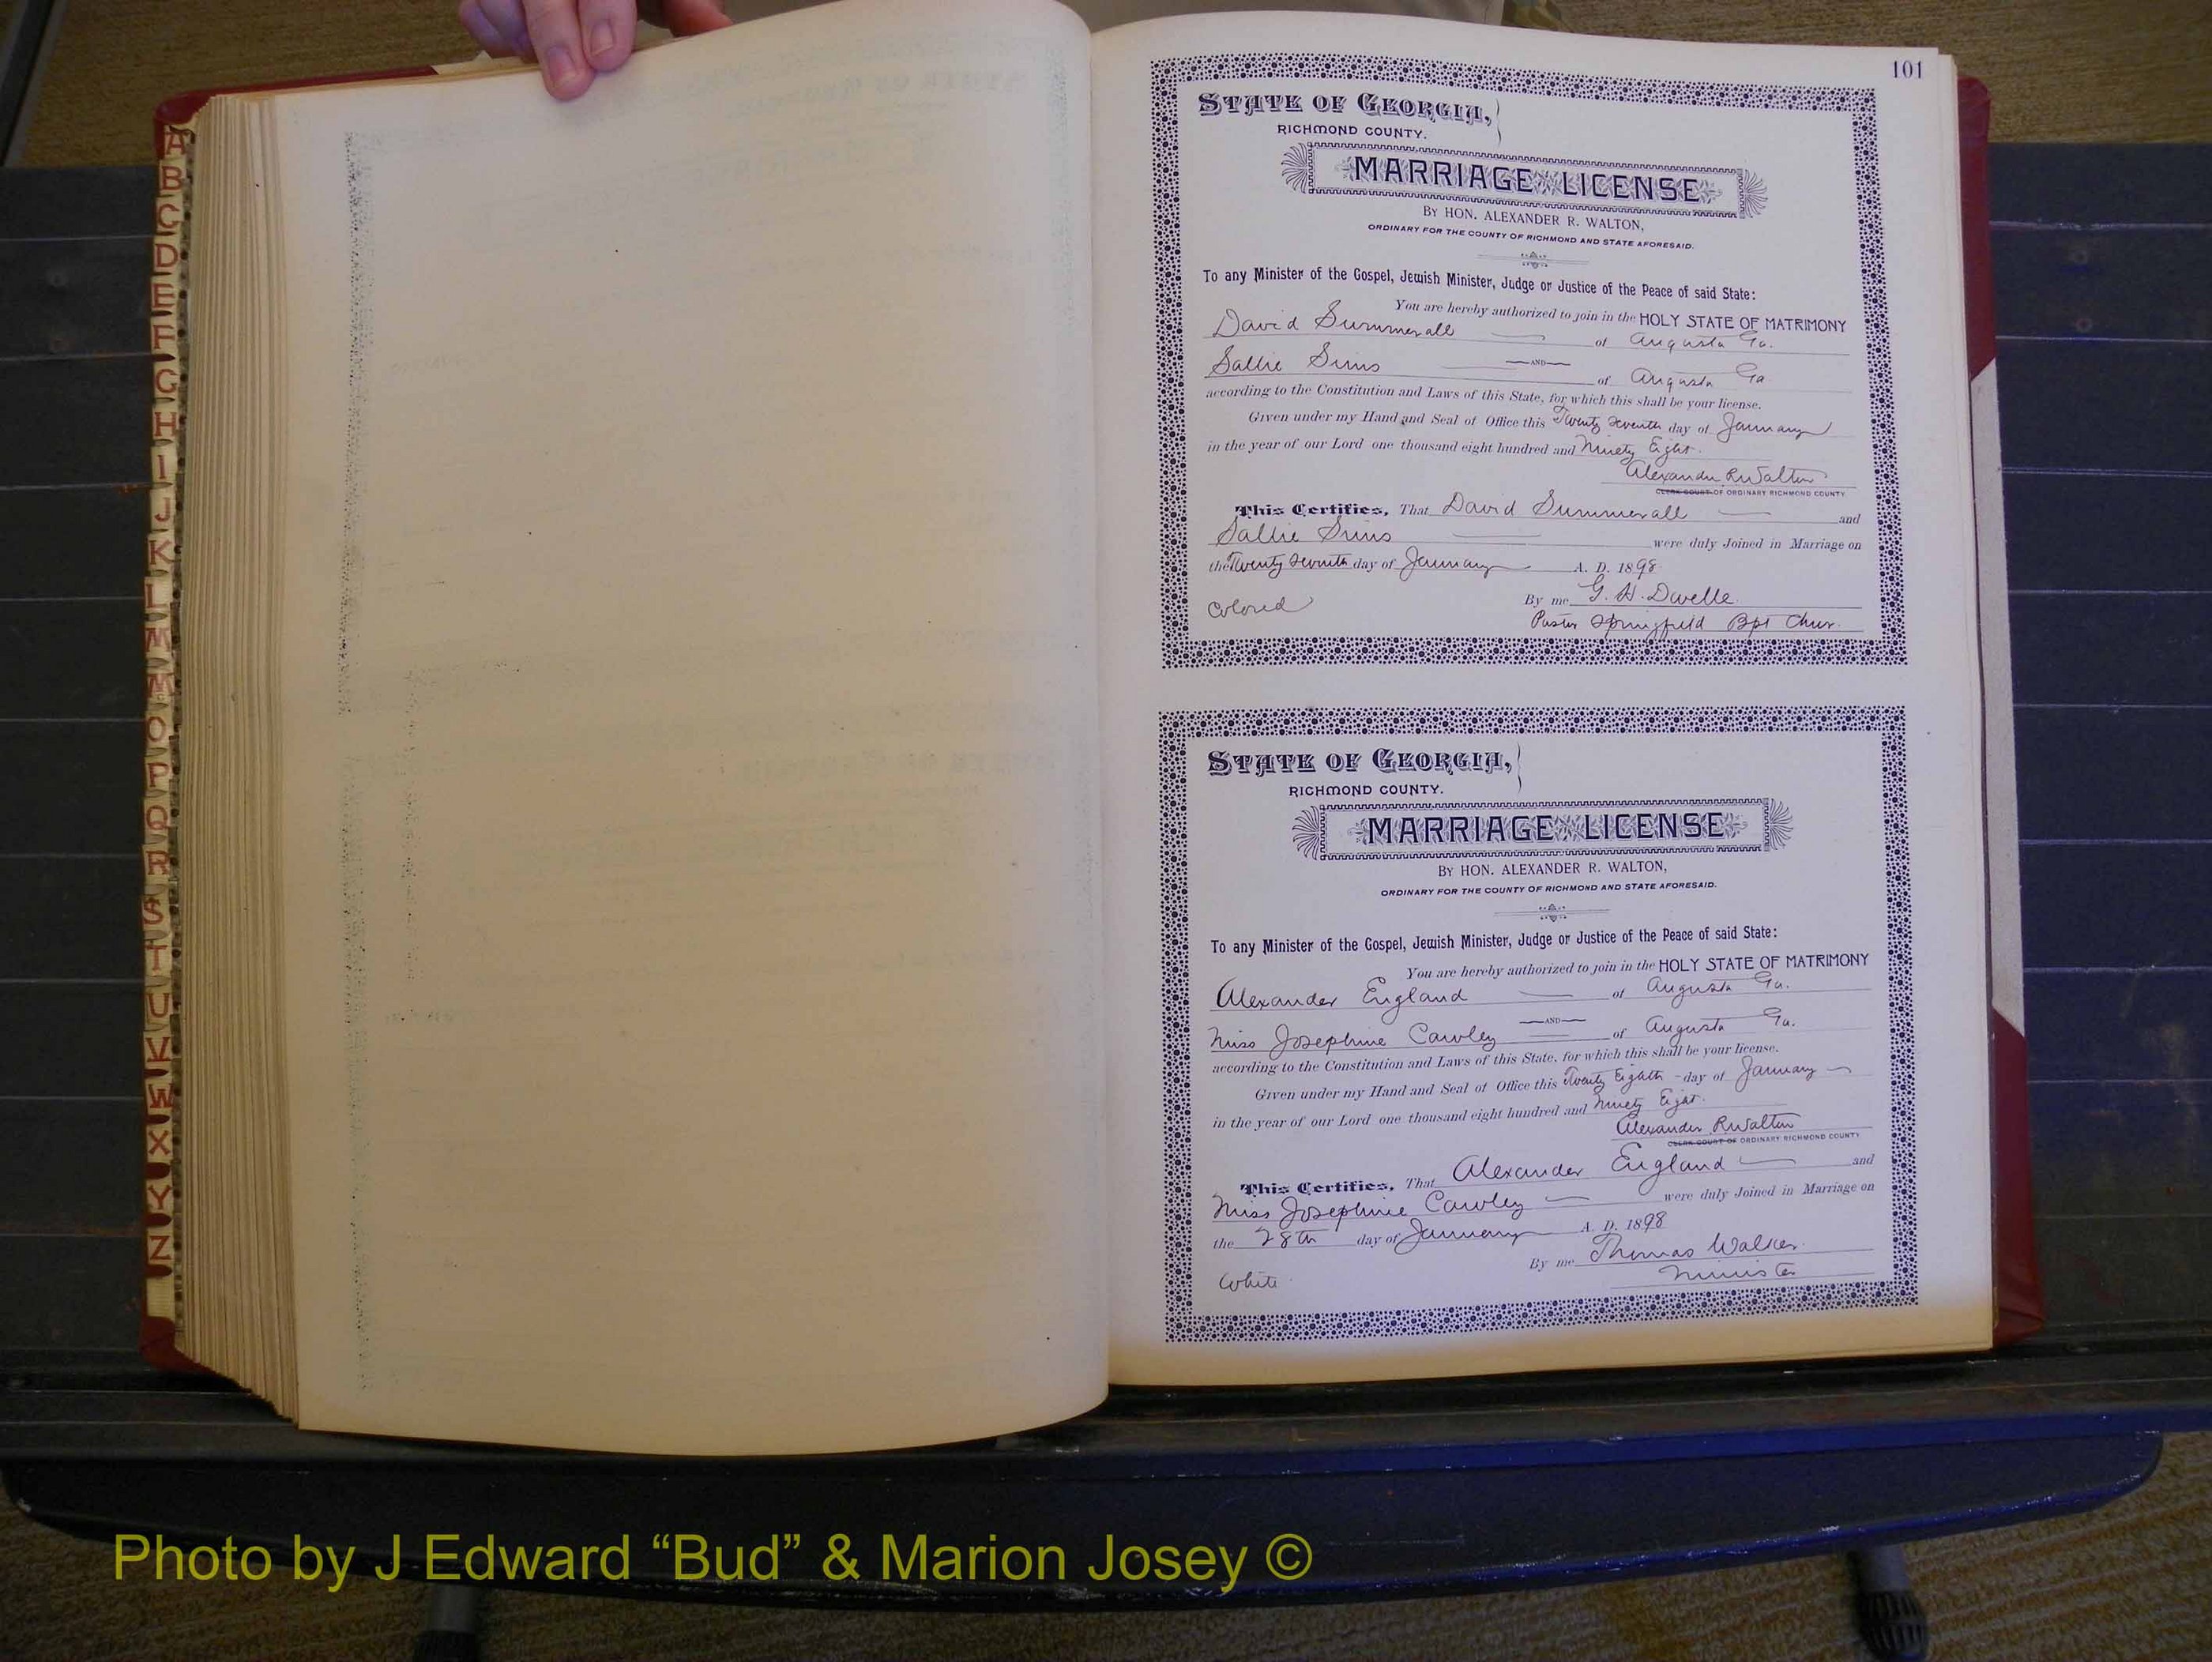 101
STATE OF GEORGIA,
RICHMOND COUNTY.
MARRIAGE LICENSE
BY HON. ALEXANDER R. WALTON,
ORDINARY FOR THE COUNTY OF RICHMOND AND STATE AFORESAID.
To any Minister of the Gospel, Jewish Minister, Judge or Justice of the Peace of said State:
You are hereby authorized to join in the HOLY STATE OF MATRIMONY
David Summerall of Augusta Ga.
AND
Sallie Sims of Augusta Ga
according to the Constitution and Laws of this State, for which this shall be your license.
Given under my Hand and Seal of Office this Twenty Seventh day of January
in the year of our Lord one thousand eight hundred and Ninety Eight.
Alexander R Walton
CLERK COURT OF ORDINARY RICHMOND COUNTY
This Certifies, That David Summerall and
Sallie Sims were duly Joined in Marriage on
the Twenty Seventh day of January A. D. 1898
By me G. H. Dwelle.
Colored Pastor Springfield Bpt Chur.
STATE OF GEORGIA,
RICHMOND COUNTY.
MARRIAGE LICENSE
BY HON. ALEXANDER R. WALTON,
ORDINARY FOR THE COUNTY OF RICHMOND AND STATE AFORESAID.
To any Minister of the Gospel, Jewish Minister, Judge or Justice of the Peace of said State:
You are hereby authorized to join in the HOLY STATE OF MATRIMONY
Alexander England of Augusta Ga.
AND
Miss Josephine Cawley of Augusta Ga.
according to the Constitution and Laws of this State, for which this shall be your license.
Given under my Hand and Seal of Office this Twenty Eighth day of January
in the year of our Lord one thousand eight hundred and Ninety Eight.
Alexander R Walton
CLERK COURT OF ORDINARY RICHMOND COUNTY
This Certifies, That Alexander England and
Miss Josephine Cawley were duly Joined in Marriage on
the 28th day of January A. D. 1898
By me Thomas Walker.
White. Minister
A
B
C
D
E
F
G
H
I
J
K
L
M
M
O
P
Q
R
S
T
U
V
W
X
Y
Z
Photo by J Edward “Bud” & Marion Josey ©